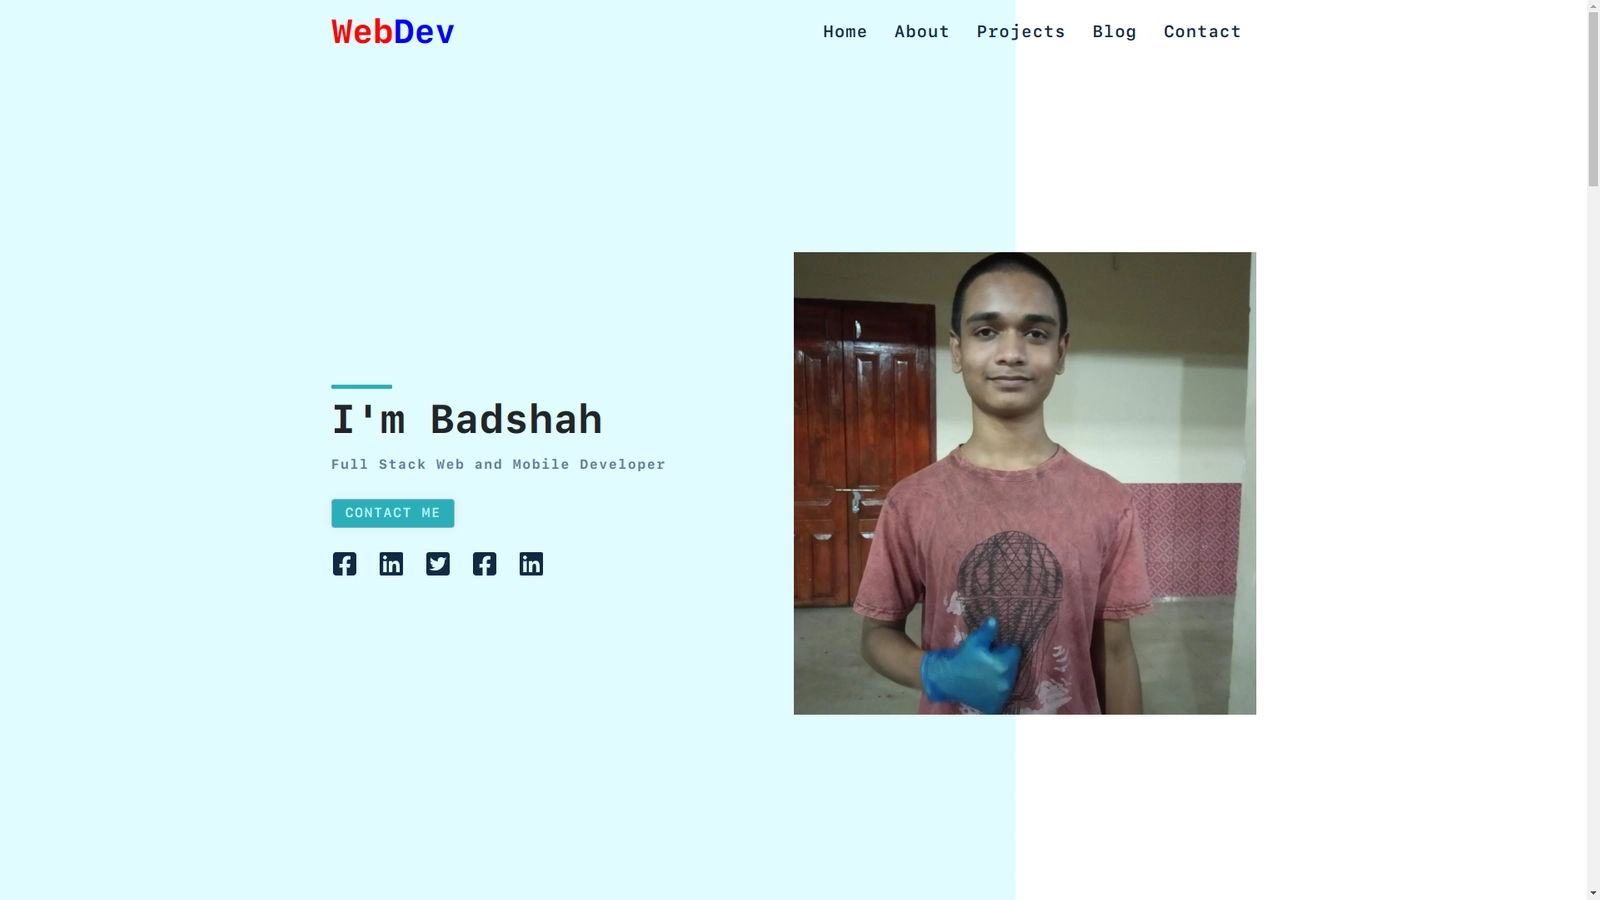 WebDev
Home About Projects Blog Contact
I'm Badshah
Full Stack Web and Mobile Developer
CONTACT ME